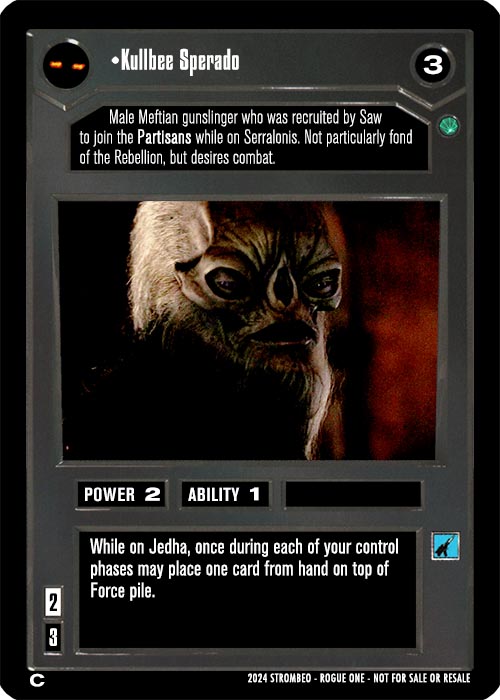 •Kullbee Sperado
3
Male Meftian gunslinger who was recruited by Saw
to join the Partisans while on Serralonis. Not particularly fond
of the Rebellion, but desires combat.
POWER 2 ABILITY 1
While on Jedha, once during each of your control
phases may place one card from hand on top of
Force pile.
2
3
C
2024 STROMBEO - ROGUE ONE - NOT FOR SALE OR RESALE